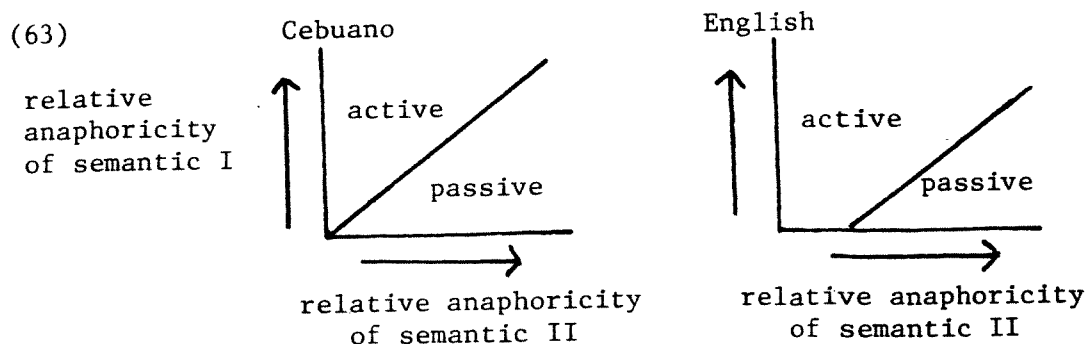 (63)
Cebuano
English
relative
anaphoricity
of semantic I
active
passive
active
passive
relative anaphoricity
of semantic II
relative anaphoricity
of semantic II